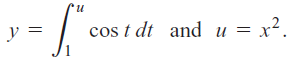 y = ∫₁ᵘ cos t dt and u = x².